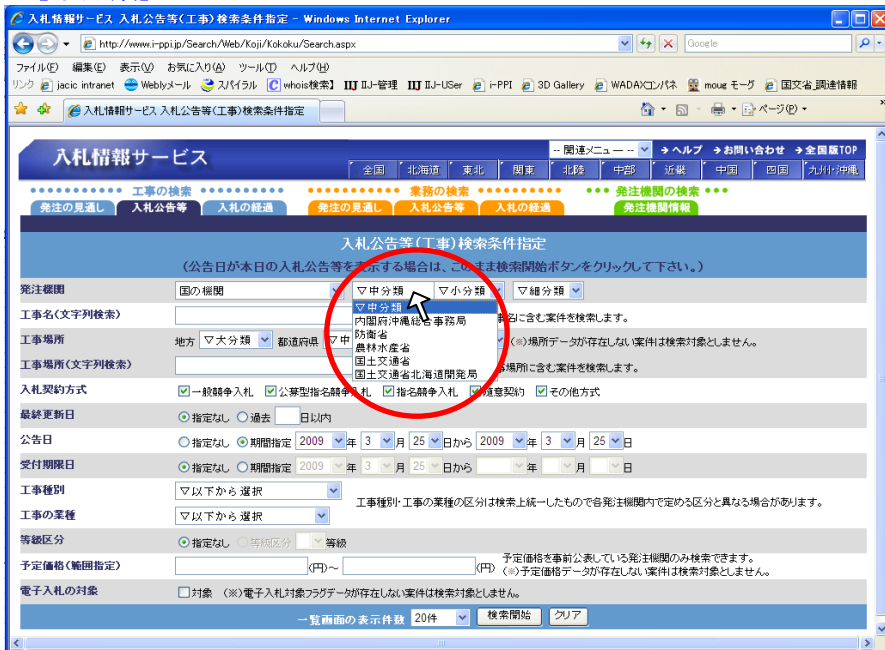 入札情報サービス 入札公告等(工事)検索条件指定 - Windows Internet Explorer
http://www.i-ppi.jp/Search/Web/Koji/Kokoku/Search.aspx
Google
ファイル(F) 編集(E) 表示(V) お気に入り(A) ツール(T) ヘルプ(H)
リンク jacic intranet Weblyメール スパイラル whois検索】 IIJ-管理 IIJ-USer i-PPI 3D Gallery WADAXコンパネ moug モーグ 国交省_調達情報
入札情報サービス 入札公告等(工事)検索条件指定
ページ(P)
入札情報サービス
-- 関連メニュー -- → ヘルプ → お問い合わせ → 全国版TOP
全国 北海道 東北 関東 北陸 中部 近畿 中国 四国 九州・沖縄
工事の検索 業務の検索 発注機関の検索
発注の見通し 入札公告等 入札の経過 発注の見通し 入札公告等 入札の経過 発注機関情報
入札公告等(工事)検索条件指定
(公告日が本日の入札公告等を表示する場合は、このまま検索開始ボタンをクリックして下さい。)
発注機関 国の機関 ▽中分類 ▽小分類 ▽細分類
▽中分類
内閣府沖縄総合事務局
防衛省
農林水産省
国土交通省
国土交通省北海道開発局
工事名(文字列検索) に含む案件を検索します。
工事場所 地方 ▽大分類 都道府県 ▽中 (※)場所データが存在しない案件は検索対象としません。
工事場所(文字列検索) 場所に含む案件を検索します。
入札契約方式 一般競争入札 公募型指名競争入札 指名競争入札 随意契約 その他方式
最終更新日 指定なし 過去 日以内
公告日 指定なし 期間指定 2009 年 3 月 25 日から 2009 年 3 月 25 日
受付期限日 指定なし 期間指定 2009 年 3 月 25 日から 年 月 日
工事種別 ▽以下から選択
工事種別・工事の業種の区分は検索上統一したもので各発注機関内で定める区分と異なる場合があります。
工事の業種 ▽以下から選択
等級区分 指定なし 等級区分 等級
予定価格(範囲指定) (円)～ (円) 予定価格を事前公表している発注機関のみ検索できます。
(※)予定価格データが存在しない案件は検索対象としません。
電子入札の対象 対象 (※)電子入札対象フラグデータが存在しない案件は検索対象としません。
一覧画面の表示件数 20件 検索開始 クリア